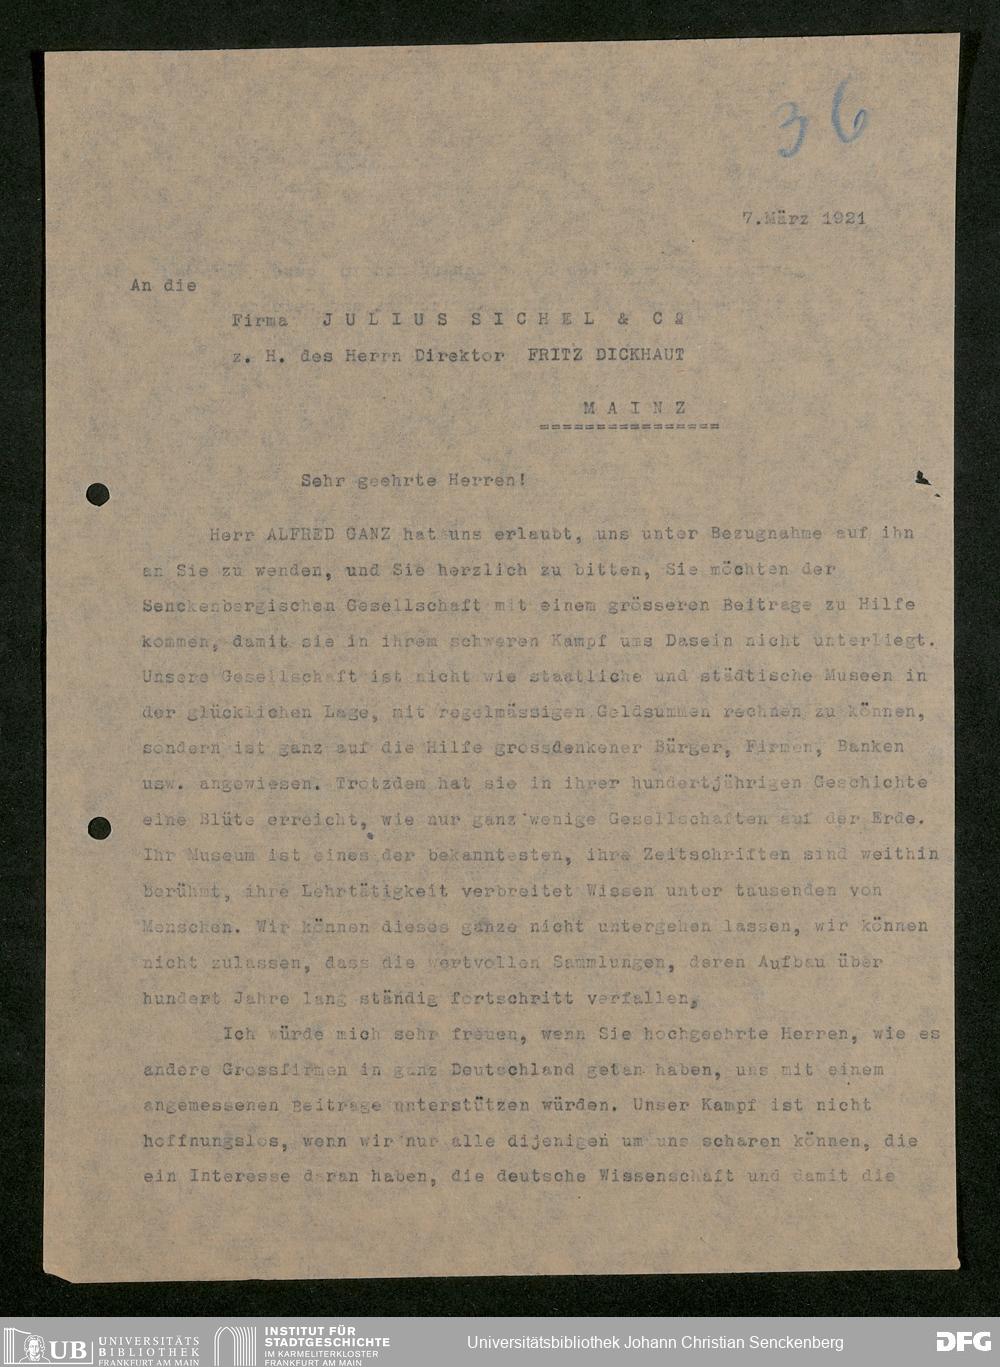 36
7.März 1921
An die
Firma J U L I U S S I C H E L & Co
z. H. des Herrn Direktor FRITZ DICKHAUT
M A I N Z
================
Sehr geehrte Herren!
Herr ALFRED GANZ hat uns erlaubt, uns unter Bezugnahme auf ihn
an Sie zu wenden, und Sie herzlich zu bitten, Sie möchten der
Senckenbergischen Gesellschaft mit einem grösseren Beitrage zu Hilfe
kommen, damit sie in ihrem schweren Kampf ums Dasein nicht unterliegt.
Unsere Gesellschaft ist nicht wie staatliche und städtische Museen in
der glücklichen Lage, mit regelmässigen Geldsummen rechnen zu können,
sondern ist ganz auf die Hilfe grossdenkener Bürger, Firmen, Banken
usw. angewiesen. Trotzdem hat sie in ihrer hundertjährigen Geschichte
eine Blüte erreicht, wie nur ganz wenige Gesellschaften auf der Erde.
Ihr Museum ist eines der bekanntesten, ihre Zeitschriften sind weithin
berühmt, ihre Lehrtätigkeit verbreitet Wissen unter tausenden von
Menschen. Wir können dieses ganze nicht untergehen lassen, wir können
nicht zulassen, dass die wertvollen Sammlungen, deren Aufbau über
hundert Jahre lang ständig fortschritt verfallen,
Ich würde mich sehr freuen, wenn Sie hochgeehrte Herren, wie es
andere Grossfirmen in ganz Deutschland getan haben, uns mit einem
angemessenen Beitrage unterstützen würden. Unser Kampf ist nicht
hoffnungslos, wenn wir nur alle dijenigen um uns scharen können, die
ein Interesse daran haben, die deutsche Wissenschaft und damit die
UB UNIVERSITÄTS
BIBLIOTHEK
FRANKFURT AM MAIN
INSTITUT FÜR
STADTGESCHICHTE
IM KARMELITERKLOSTER
FRANKFURT AM MAIN
Universitätsbibliothek Johann Christian Senckenberg
DFG